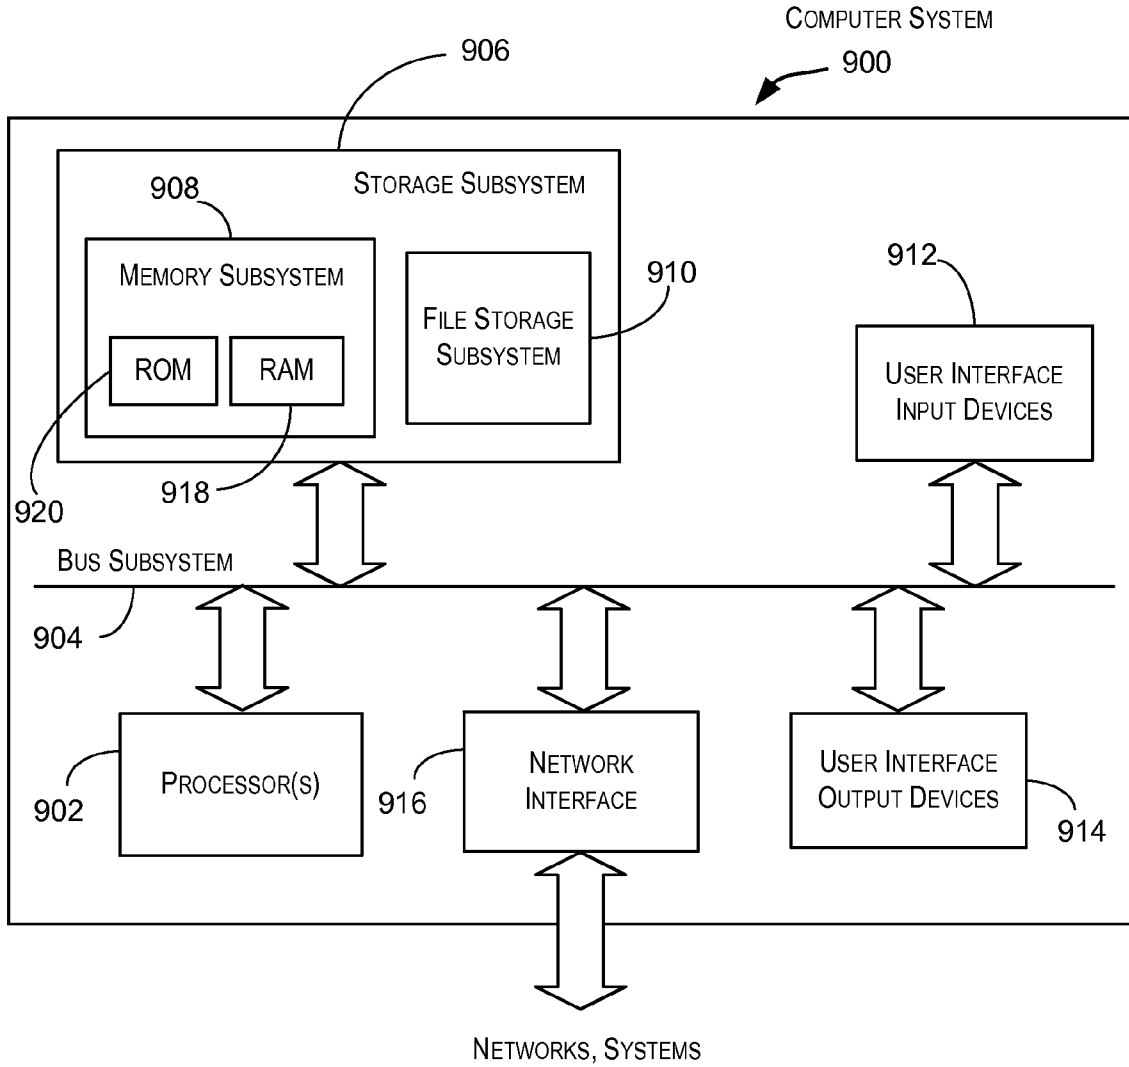 COMPUTER SYSTEM
900
906
STORAGE SUBSYSTEM
908
MEMORY SUBSYSTEM
ROM
RAM
920
918
FILE STORAGE
SUBSYSTEM
910
912
USER INTERFACE
INPUT DEVICES
BUS SUBSYSTEM
904
PROCESSOR(S)
902
NETWORK
INTERFACE
916
USER INTERFACE
OUTPUT DEVICES
914
NETWORKS, SYSTEMS